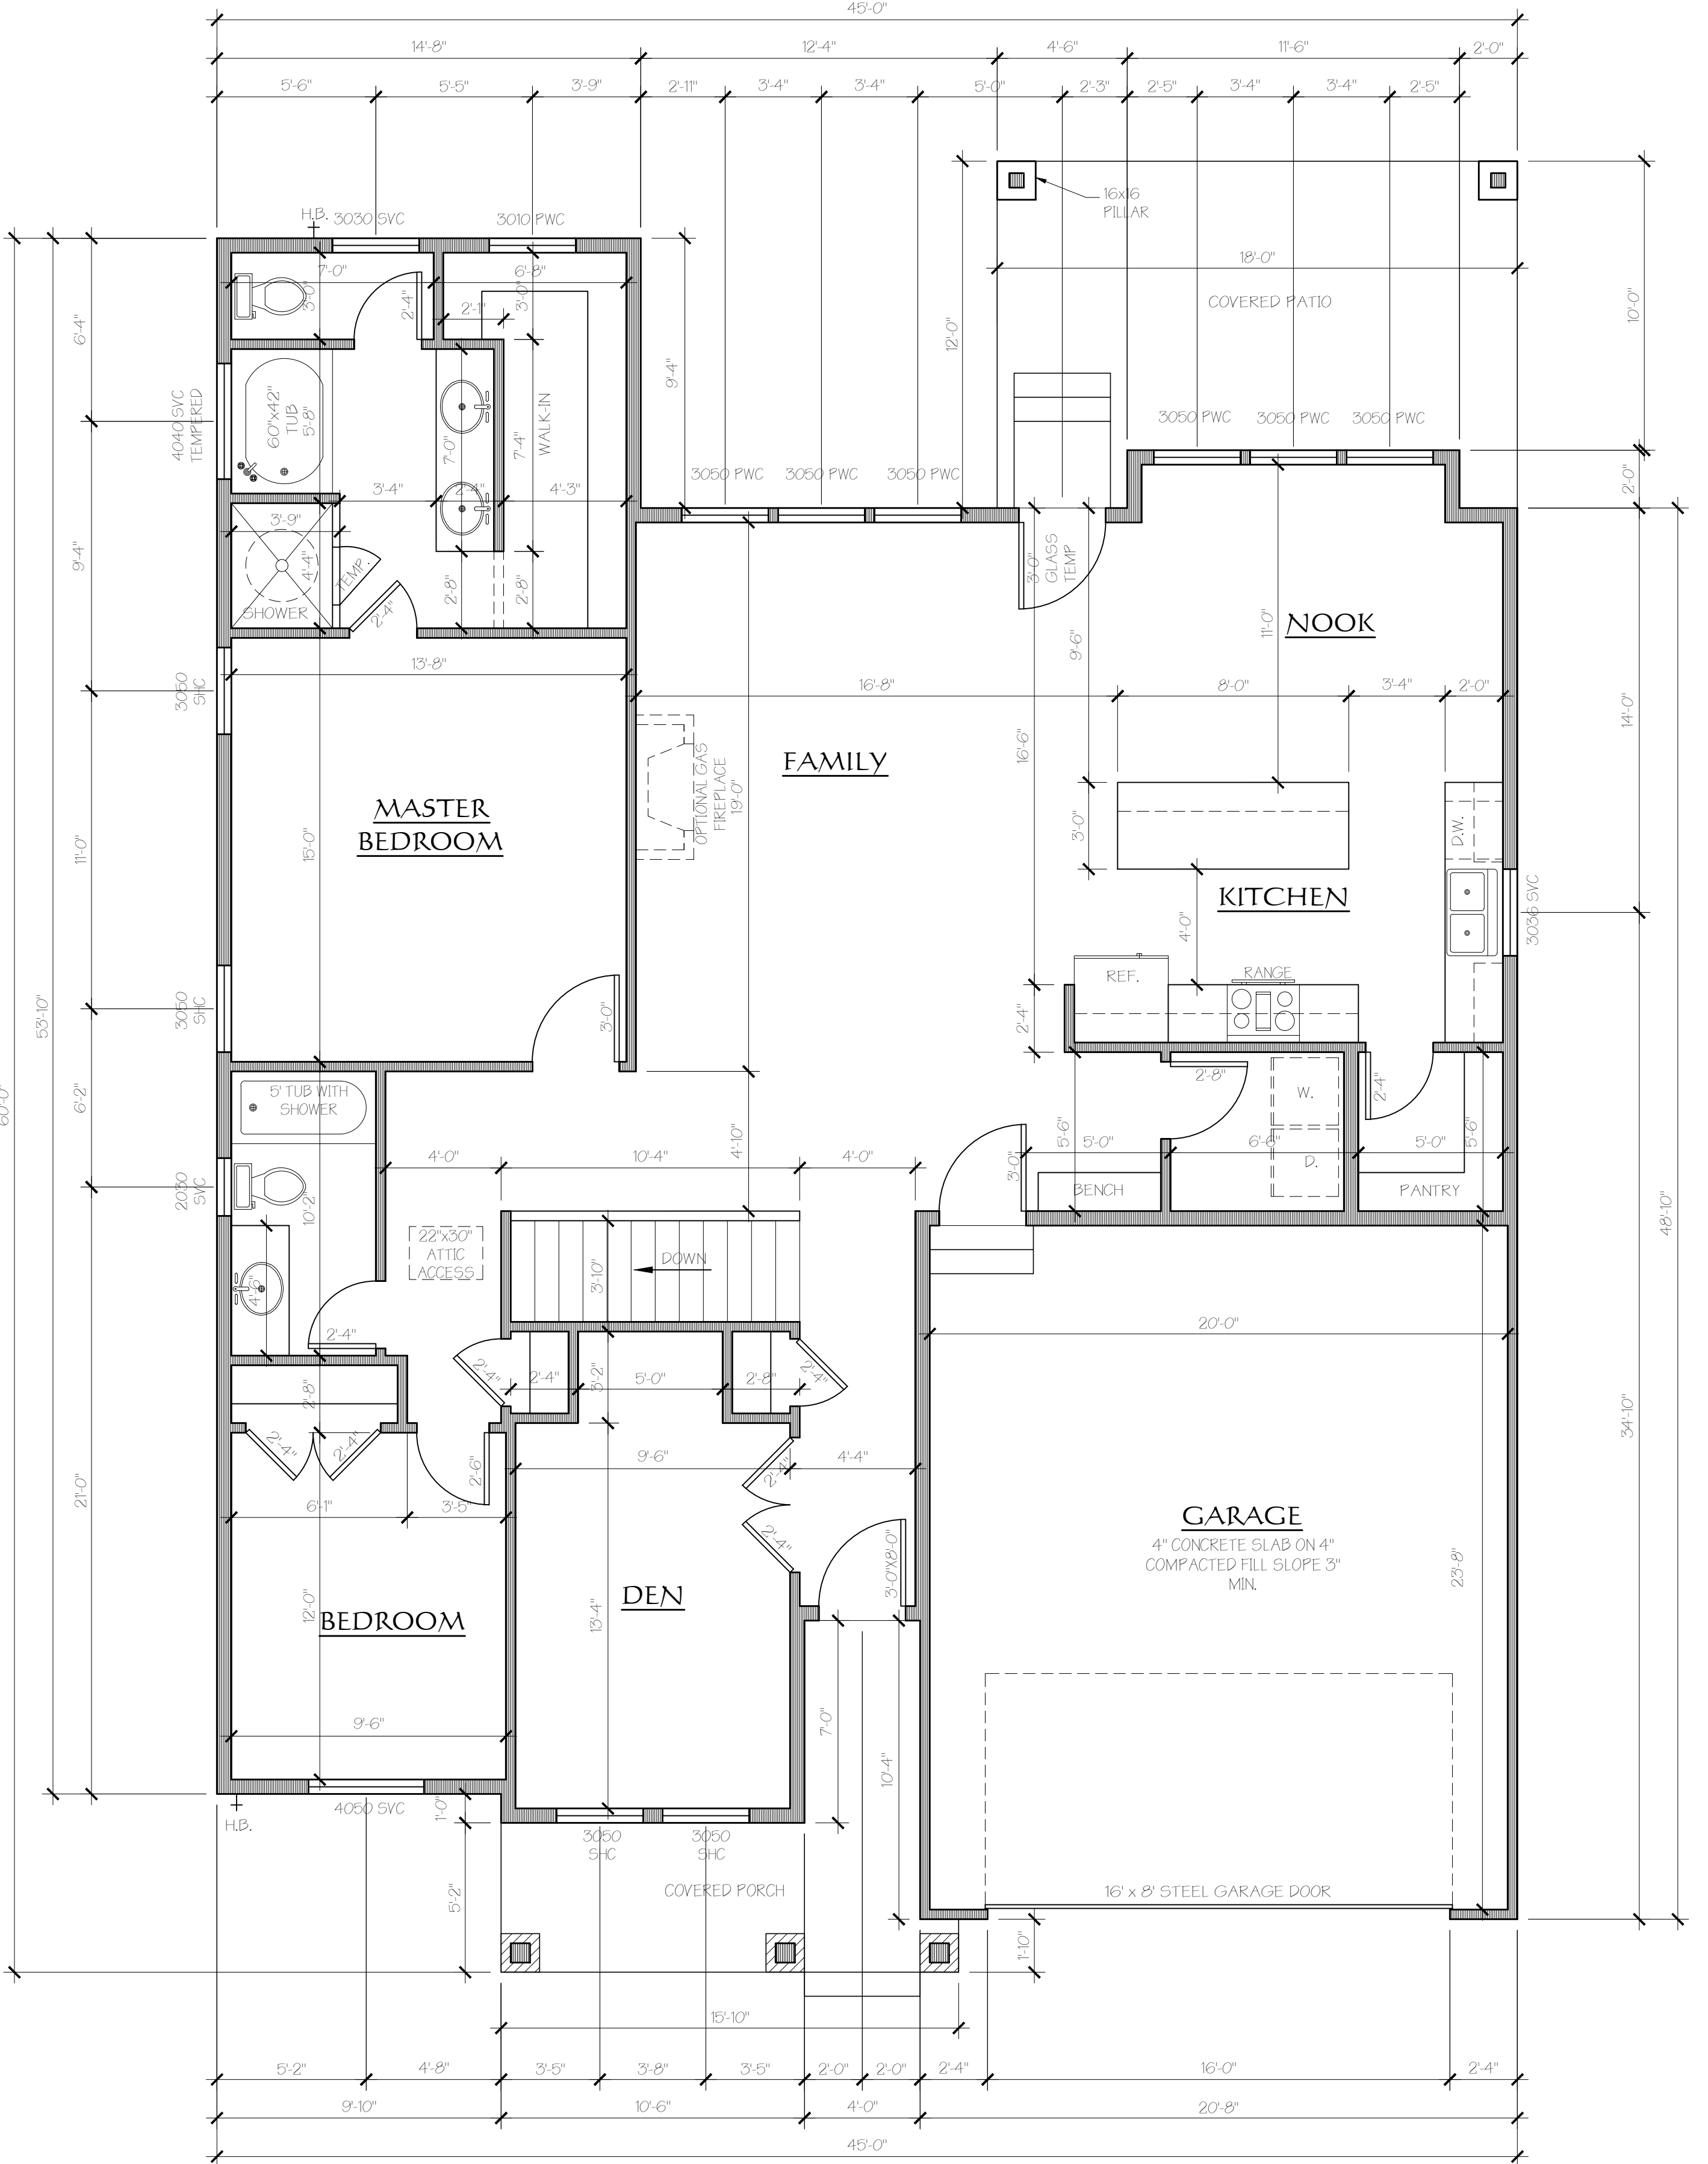 45'-0"
14'-8"
12'-4"
4'-6"
11'-6"
2'-0"
5'-6"
5'-5"
3'-9"
2'-11"
3'-4"
3'-4"
5'-0"
2'-3"
2'-5"
3'-4"
3'-4"
2'-5"
16x16
PILLAR
H.B.
3030 SVC
3010 PWC
18'-0"
COVERED PATIO
10'-0"
12'-0"
9'-4"
7'-0"
6'-8"
3'-0"
2'-4"
3'-0"
2'-1"
6'-4"
4040 SVC
TEMPERED
60"x42"
TUB
5'-8"
7'-0"
7'-4"
WALK-IN
3050 PWC
3050 PWC
3050 PWC
3050 PWC
3050 PWC
3050 PWC
2'-0"
3'-4"
2'-4"
4'-3"
3'-9"
4'-4"
TEMP.
SHOWER
2'-4"
2'-8"
2'-8"
9'-4"
3'-0"
GLASS
TEMP
NOOK
11'-0"
9'-6"
13'-8"
16'-8"
8'-0"
3'-4"
2'-0"
3050
SHC
14'-0"
16'-6"
FAMILY
OPTIONAL GAS
FIREPLACE
19'-0"
MASTER
BEDROOM
15'-0"
11'-0"
3'-0"
D.W.
KITCHEN
3036 SVC
4'-0"
REF.
RANGE
3050
SHC
3'-0"
2'-4"
53'-10"
60'-0"
6'-2"
5' TUB WITH
SHOWER
2'-8"
W.
2'-4"
5'-6"
5'-0"
6'-6"
5'-0"
5'-6"
D.
3'-0"
BENCH
PANTRY
4'-10"
4'-0"
10'-4"
4'-0"
2030
SVC
10'-2"
48'-10"
22"x30"
ATTIC
ACCESS
DOWN
3'-10"
4'-6"
2'-4"
20'-0"
2'-4"
2'-4"
3'-2"
5'-0"
2'-8"
2'-4"
2'-8"
34'-10"
2'-4"
2'-4"
2'-6"
9'-6"
2'-4"
4'-4"
21'-0"
6'-1"
3'-5"
2'-4"
3'-0"X8'-0"
GARAGE
4" CONCRETE SLAB ON 4"
COMPACTED FILL SLOPE 3"
MIN.
23'-8"
DEN
BEDROOM
12'-0"
13'-4"
9'-6"
7'-0"
10'-4"
4050 SVC
1'-0"
H.B.
3050
SHC
3050
SHC
COVERED PORCH
16' x 8' STEEL GARAGE DOOR
5'-2"
1'-10"
15'-10"
5'-2"
4'-8"
3'-5"
3'-8"
3'-5"
2'-0"
2'-0"
2'-4"
16'-0"
2'-4"
9'-10"
10'-6"
4'-0"
20'-8"
45'-0"